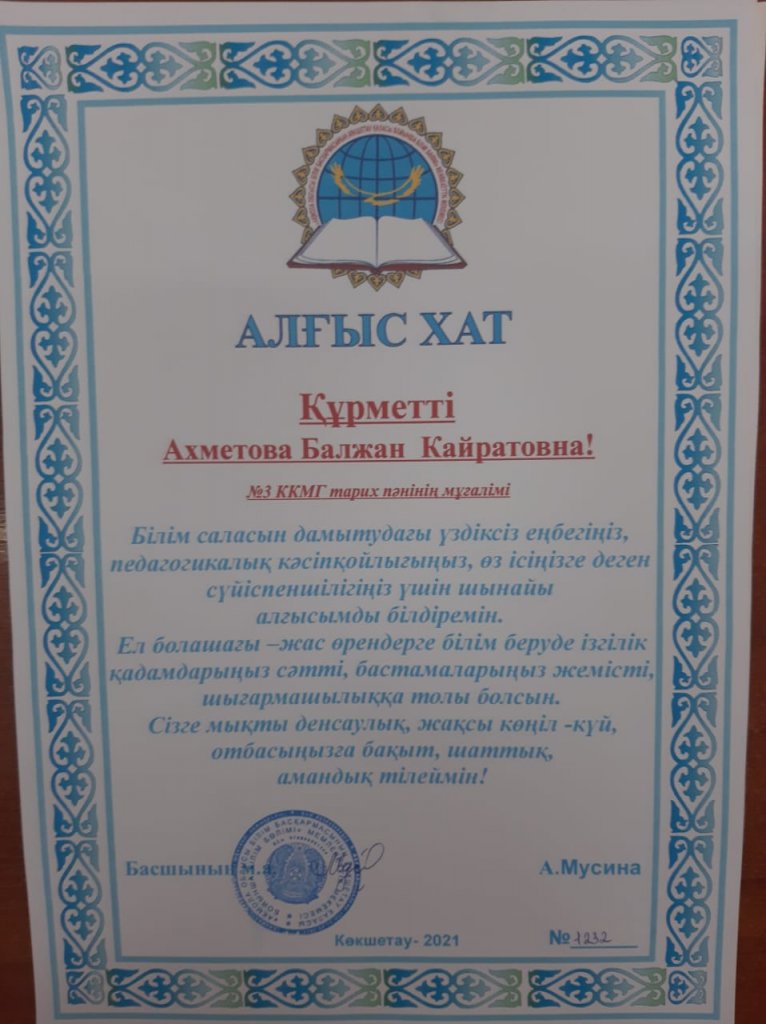 АЛҒЫС ХАТ
Құрметті
Ахметова Балжан Кайратовна!
№3 ККМГ тарих пәнінің мұғалімі
Білім саласын дамытудағы үздіксіз еңбегіңіз,
педагогикалық кәсіпқойлығыңыз, өз ісіңізге деген
сүйіспеншілігіңіз үшін шынайы
алғысымды білдіремін.
Ел болашағы –жас өрендерге білім беруде ізгілік
қадамдарыңыз сәтті, бастамаларыңыз жемісті,
шығармашылыққа толы болсын.
Сізге мықты денсаулық, жақсы көңіл -күй,
отбасыңызға бақыт, шаттық,
амандық тілеймін!
Басшының м.а.
А.Мусина
Көкшетау- 2021
№ 1232